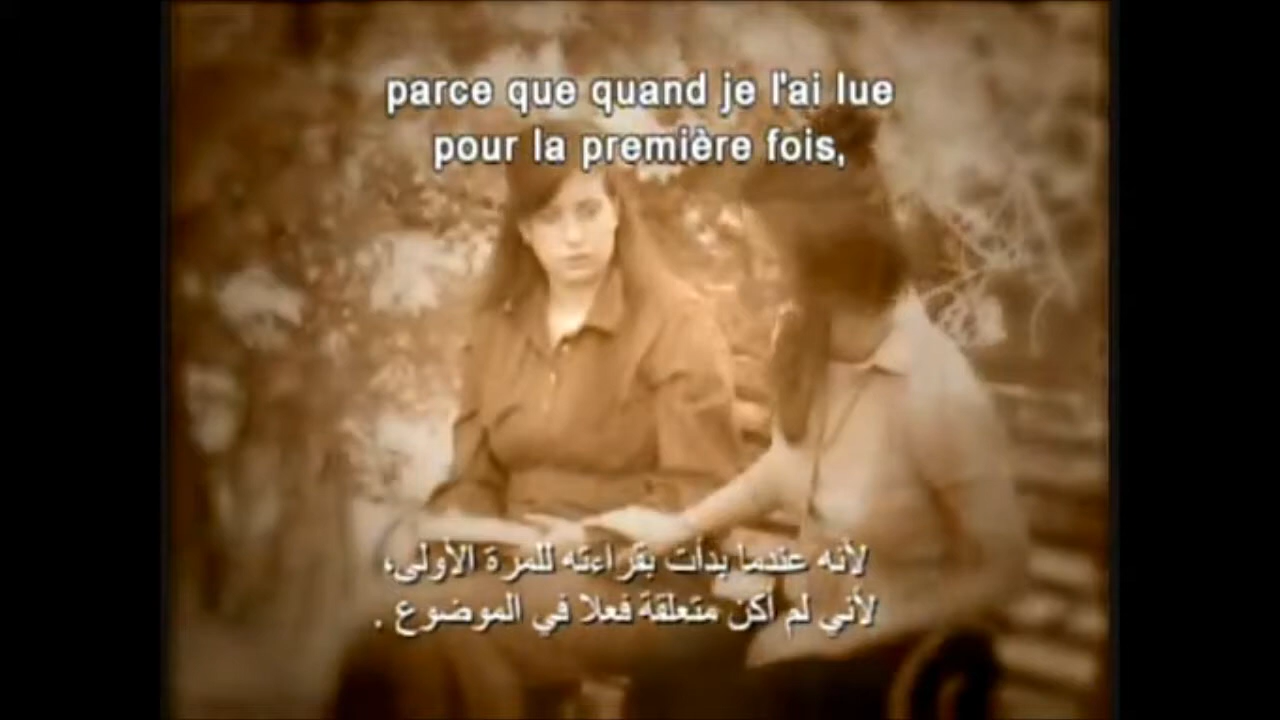 parce que quand je l'ai lue
pour la première fois,
لأنه عندما بدأت بقراءته للمرة الأولى،
لأني لم أكن متعلقة فعلا في الموضوع .